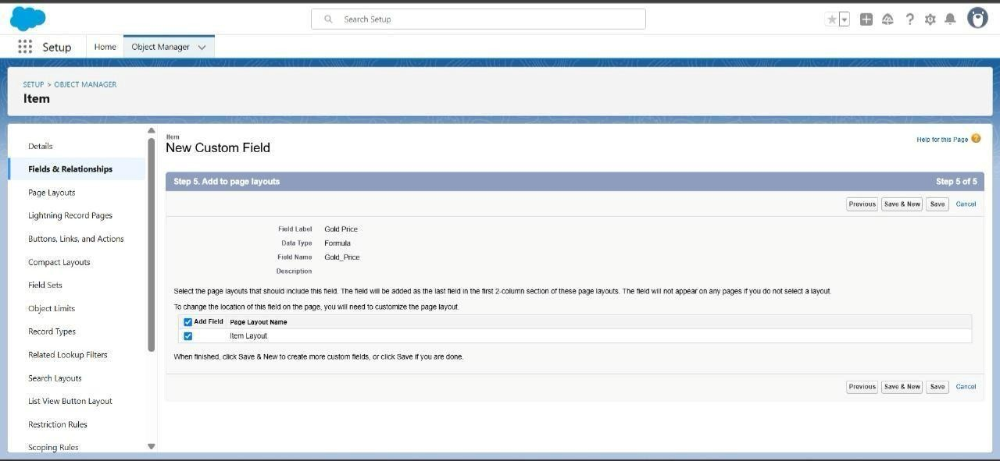 Search Setup
Setup
Home
Object Manager
SETUP > OBJECT MANAGER
Item
Details
Fields & Relationships
Page Layouts
Lightning Record Pages
Buttons, Links, and Actions
Compact Layouts
Field Sets
Object Limits
Record Types
Related Lookup Filters
Search Layouts
List View Button Layout
Restriction Rules
Scoping Rules
Item
New Custom Field
Help for this Page
Step 5. Add to page layouts Step 5 of 5
Previous Save & New Save Cancel
Field Label Gold Price
Data Type Formula
Field Name Gold_Price
Description
Select the page layouts that should include this field. The field will be added as the last field in the first 2-column section of these page layouts. The field will not appear on any pages if you do not select a layout.
To change the location of this field on the page, you will need to customize the page layout.
Add Field Page Layout Name
Item Layout
When finished, click Save & New to create more custom fields, or click Save if you are done.
Previous Save & New Save Cancel